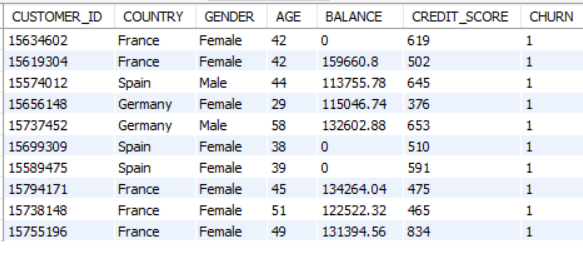 CUSTOMER_ID COUNTRY GENDER AGE BALANCE CREDIT_SCORE CHURN
15634602 France Female 42 0 619 1
15619304 France Female 42 159660.8 502 1
15574012 Spain Male 44 113755.78 645 1
15656148 Germany Female 29 115046.74 376 1
15737452 Germany Male 58 132602.88 653 1
15699309 Spain Female 38 0 510 1
15589475 Spain Female 39 0 591 1
15794171 France Female 45 134264.04 475 1
15738148 France Female 51 122522.32 465 1
15755196 France Female 49 131394.56 834 1